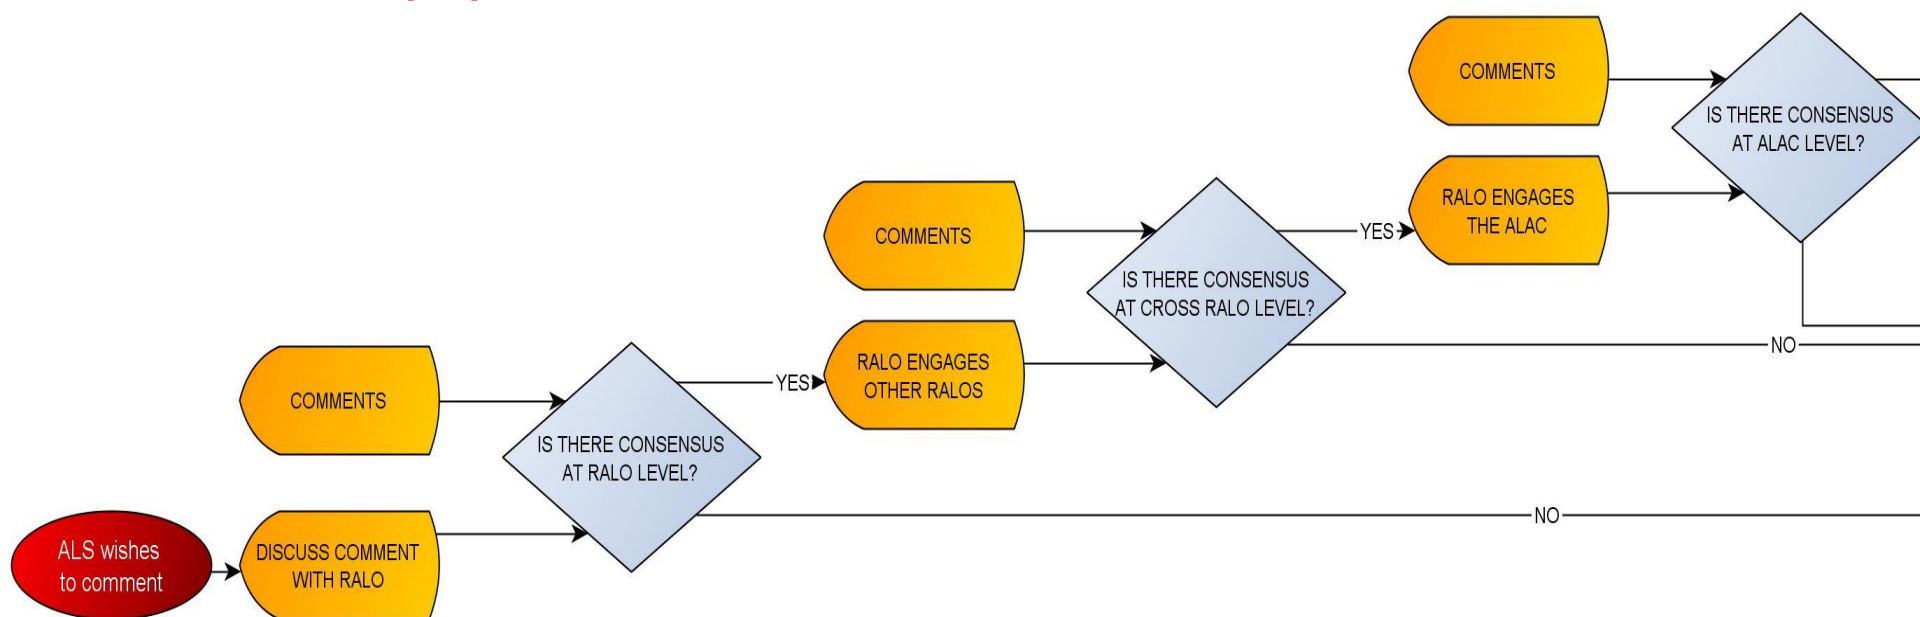 COMMENTS
IS THERE CONSENSUS
AT ALAC LEVEL?
RALO ENGAGES
THE ALAC
COMMENTS
YES
IS THERE CONSENSUS
AT CROSS RALO LEVEL?
NO
COMMENTS
RALO ENGAGES
OTHER RALOS
YES
IS THERE CONSENSUS
AT RALO LEVEL?
NO
ALS wishes
to comment
DISCUSS COMMENT
WITH RALO